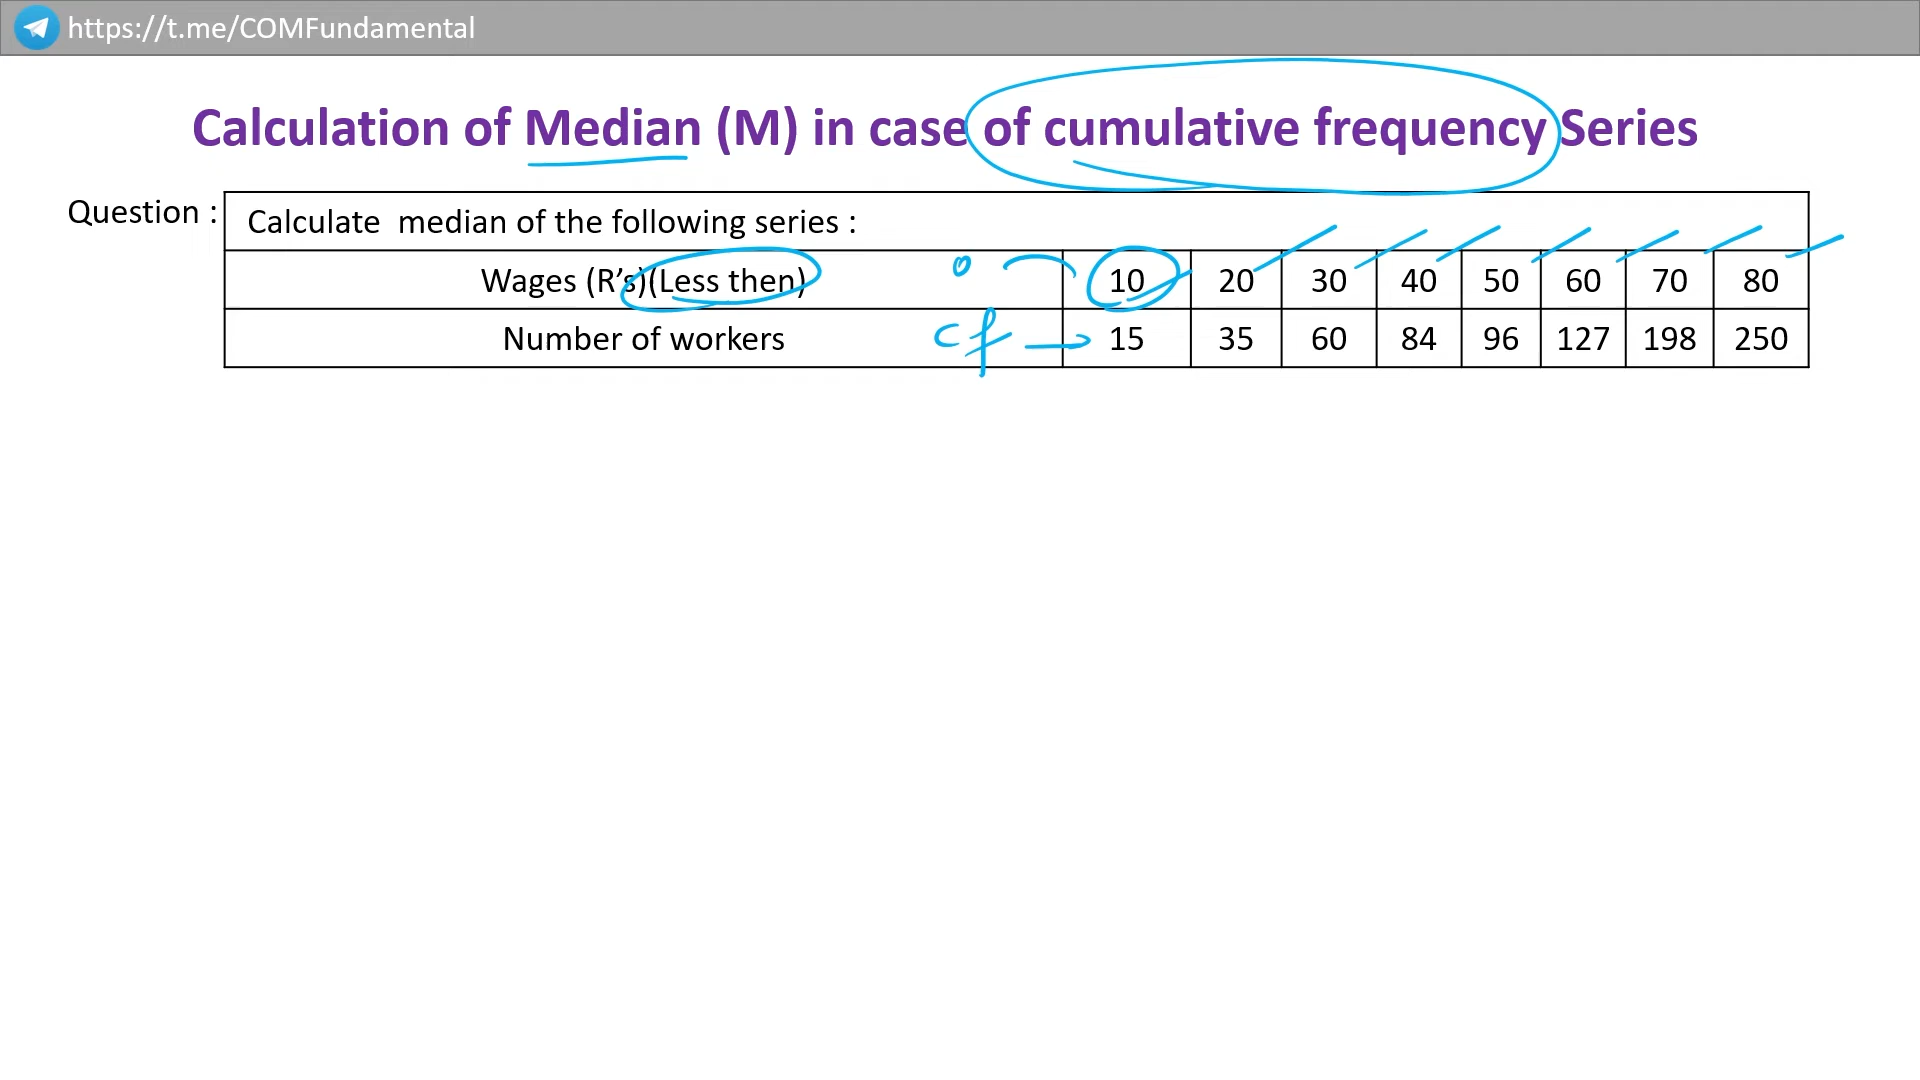 https://t.me/COMFundamental
Calculation of Median (M) in case of cumulative frequency Series
Question :
Calculate median of the following series :
Wages (R's)(Less then) 0 10 20 30 40 50 60 70 80
Number of workers cf 15 35 60 84 96 127 198 250